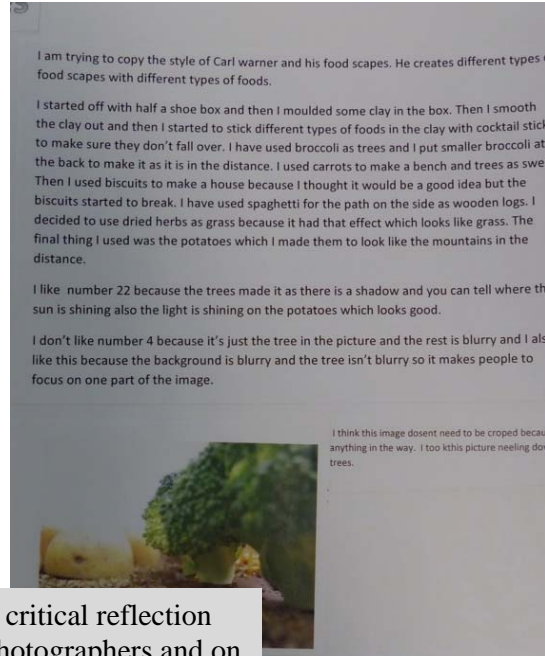 I am trying to copy the style of Carl warner and his food scapes. He creates different types
food scapes with different types of foods.
I started off with half a shoe box and then I moulded some clay in the box. Then I smooth
the clay out and then I started to stick different types of foods in the clay with cocktail stick
to make sure they don't fall over. I have used broccoli as trees and I put smaller broccoli at
the back to make it as it is in the distance. I used carrots to make a bench and trees as swe
Then I used biscuits to make a house because I thought it would be a good idea but the
biscuits started to break. I have used spaghetti for the path on the side as wooden logs. I
decided to use dried herbs as grass because it had that effect which looks like grass. The
final thing I used was the potatoes which I made them to look like the mountains in the
distance.
I like number 22 because the trees made it as there is a shadow and you can tell where th
sun is shining also the light is shining on the potatoes which looks good.
I don't like number 4 because it's just the tree in the picture and the rest is blurry and I als
like this because the background is blurry and the tree isn't blurry so it makes people to
focus on one part of the image.
I think this image dosent need to be croped becau
anything in the way. I too kthis picture neeling dow
trees.
critical reflection
hotographers and on